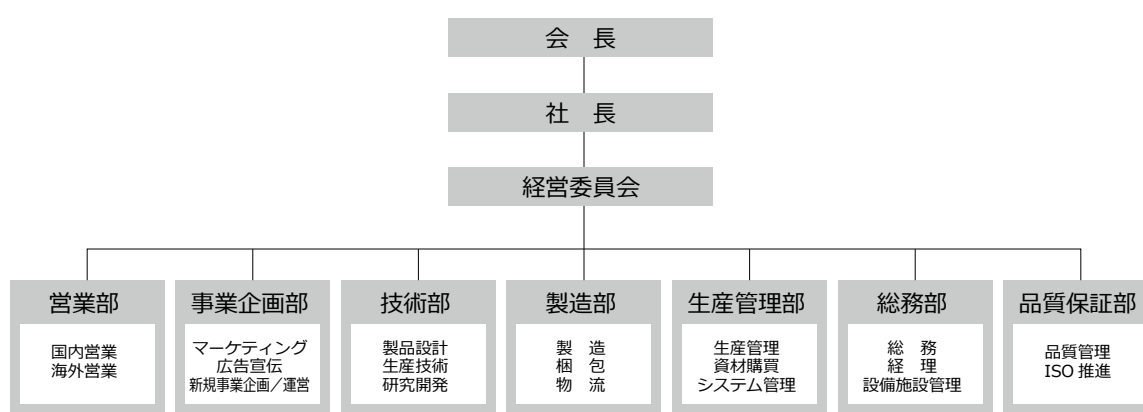 会　長
社　長
経営委員会
営業部
国内営業
海外営業
事業企画部
マーケティング
広告宣伝
新規事業企画／運営
技術部
製品設計
生産技術
研究開発
製造部
製　造
梱　包
物　流
生産管理部
生産管理
資材購買
システム管理
総務部
総　務
経　理
設備施設管理
品質保証部
品質管理
ISO 推進